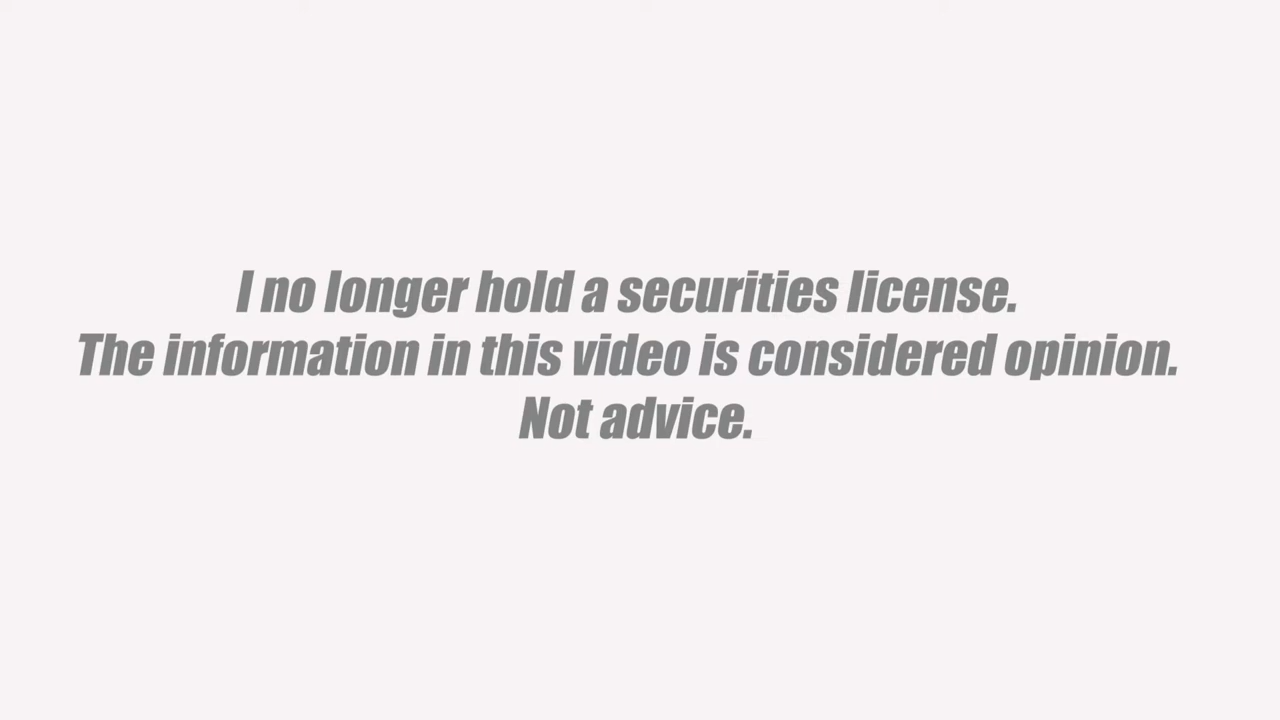 I no longer hold a securities license.
The information in this video is considered opinion.
Not advice.